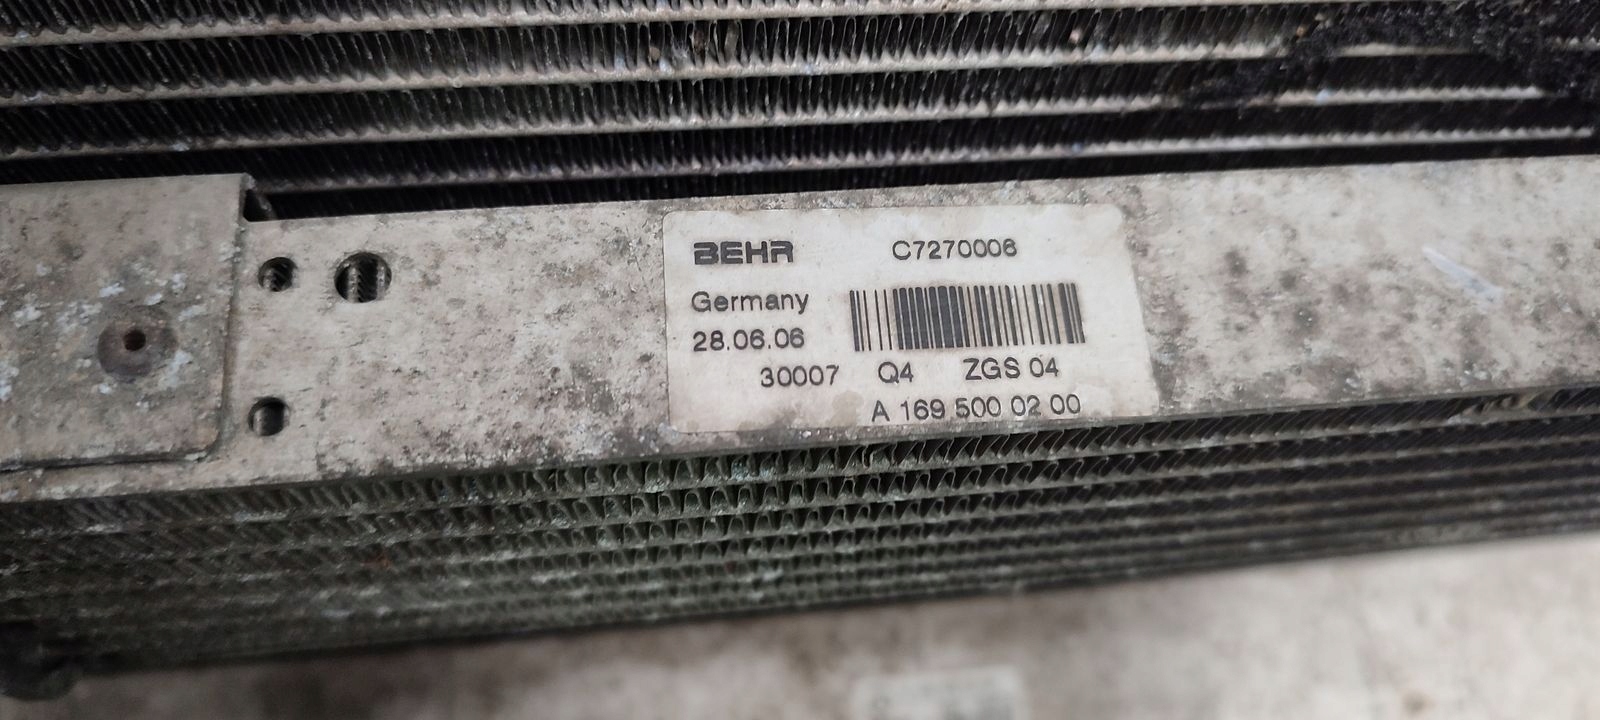 BEHR C7270006
Germany
28.06.06
30007 Q4 ZGS 04
A 169 500 02 00